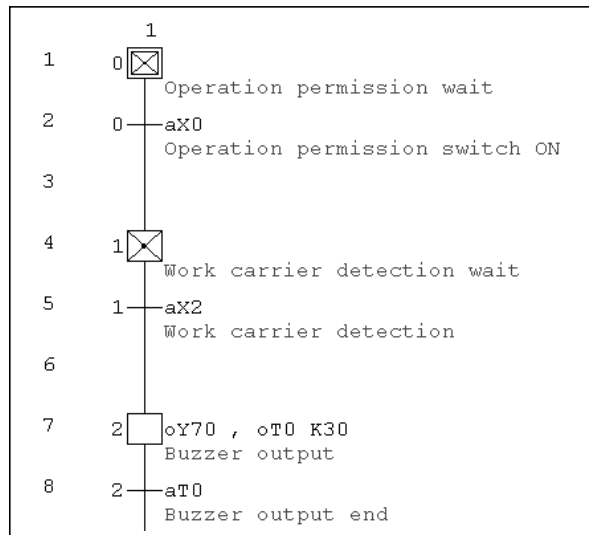 1
1 0
Operation permission wait
2 0 aX0
Operation permission switch ON
3
4 1
Work carrier detection wait
5 1 aX2
Work carrier detection
6
7 2 oY70 , oT0 K30
Buzzer output
8 2 aT0
Buzzer output end